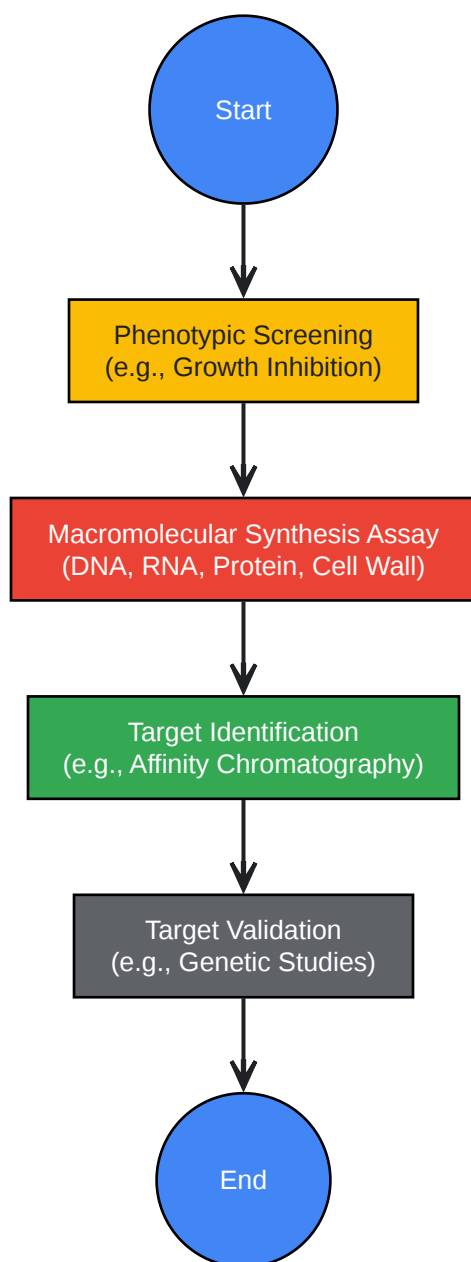 Start
Phenotypic Screening
(e.g., Growth Inhibition)
Macromolecular Synthesis Assay
(DNA, RNA, Protein, Cell Wall)
Target Identification
(e.g., Affinity Chromatography)
Target Validation
(e.g., Genetic Studies)
End